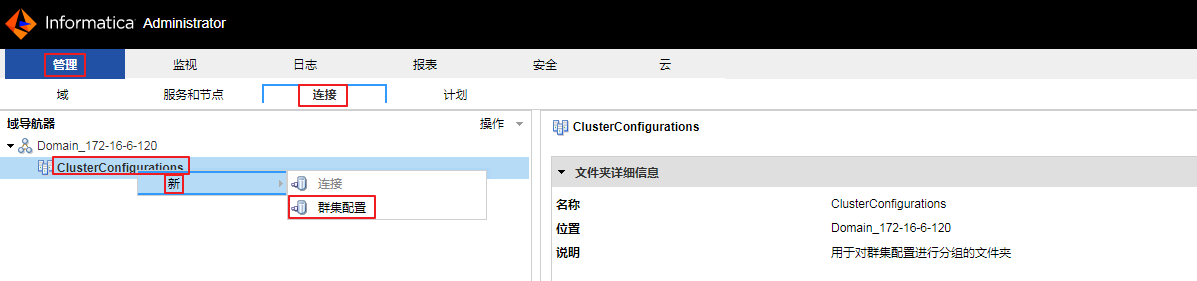 Informatica Administrator
管理 监视 日志 报表 安全 云
域 服务和节点 连接 计划
域导航器 操作
Domain_172-16-6-120
ClusterConfigurations
新
连接
群集配置
ClusterConfigurations
文件夹详细信息
名称 ClusterConfigurations
位置 Domain_172-16-6-120
说明 用于对群集配置进行分组的文件夹